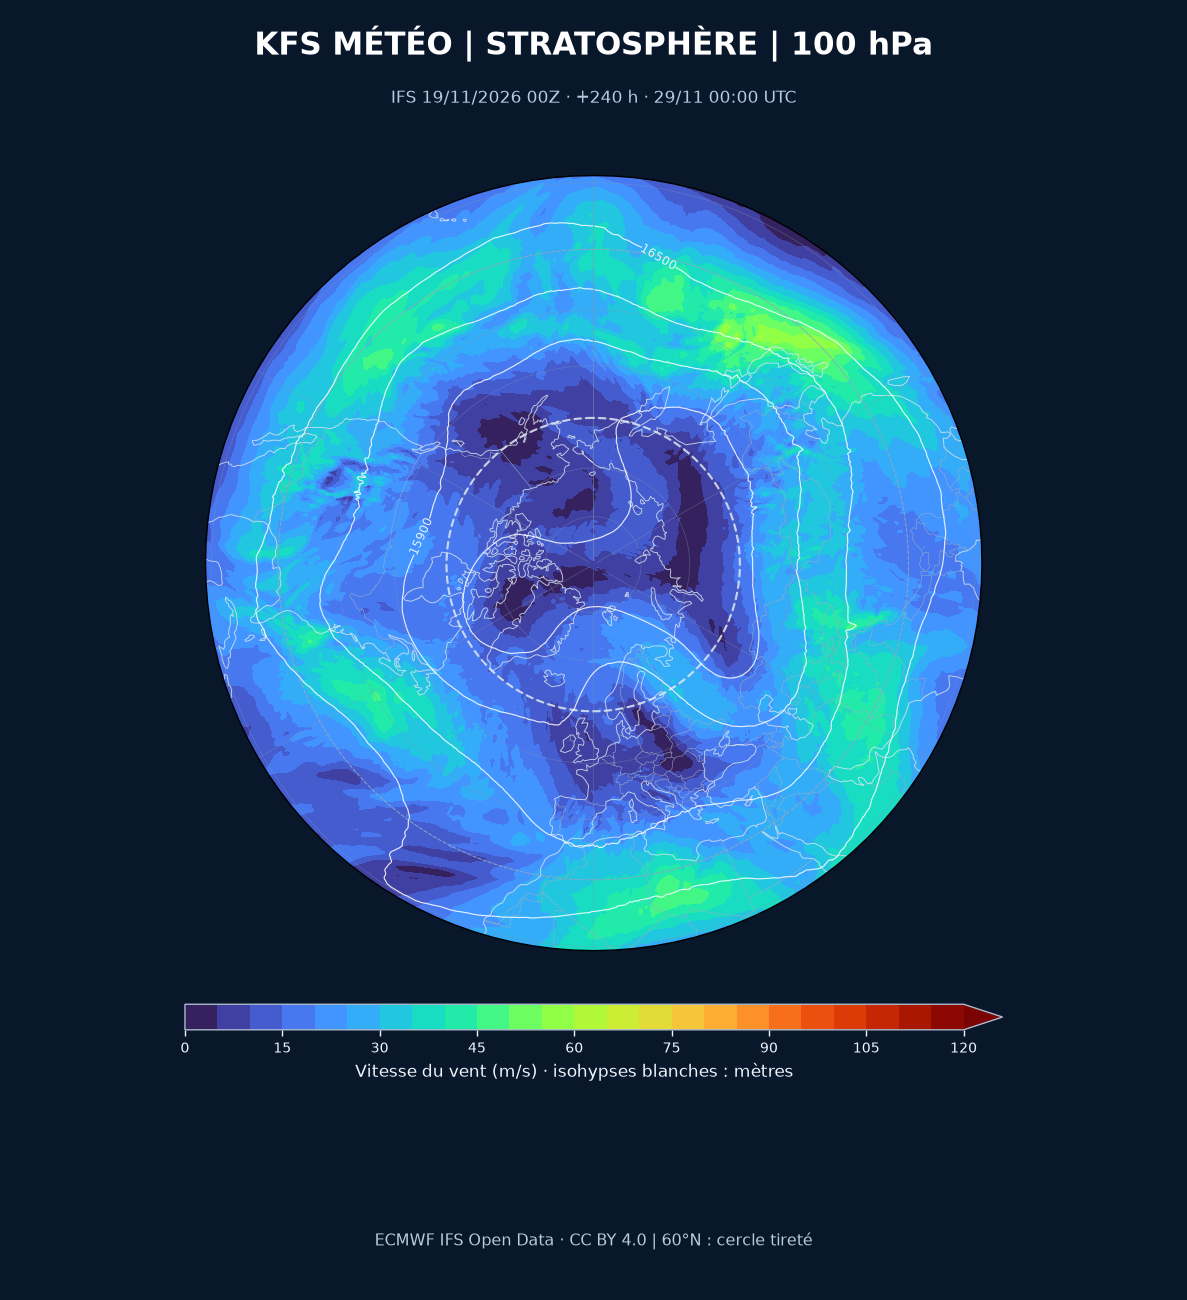 KFS MÉTÉO | STRATOSPHÈRE | 100 hPa
IFS 19/11/2026 00Z · +240 h · 29/11 00:00 UTC
16500
15900
0 15 30 45 60 75 90 105 120
Vitesse du vent (m/s) · isohypses blanches : mètres
ECMWF IFS Open Data · CC BY 4.0 | 60°N : cercle tireté